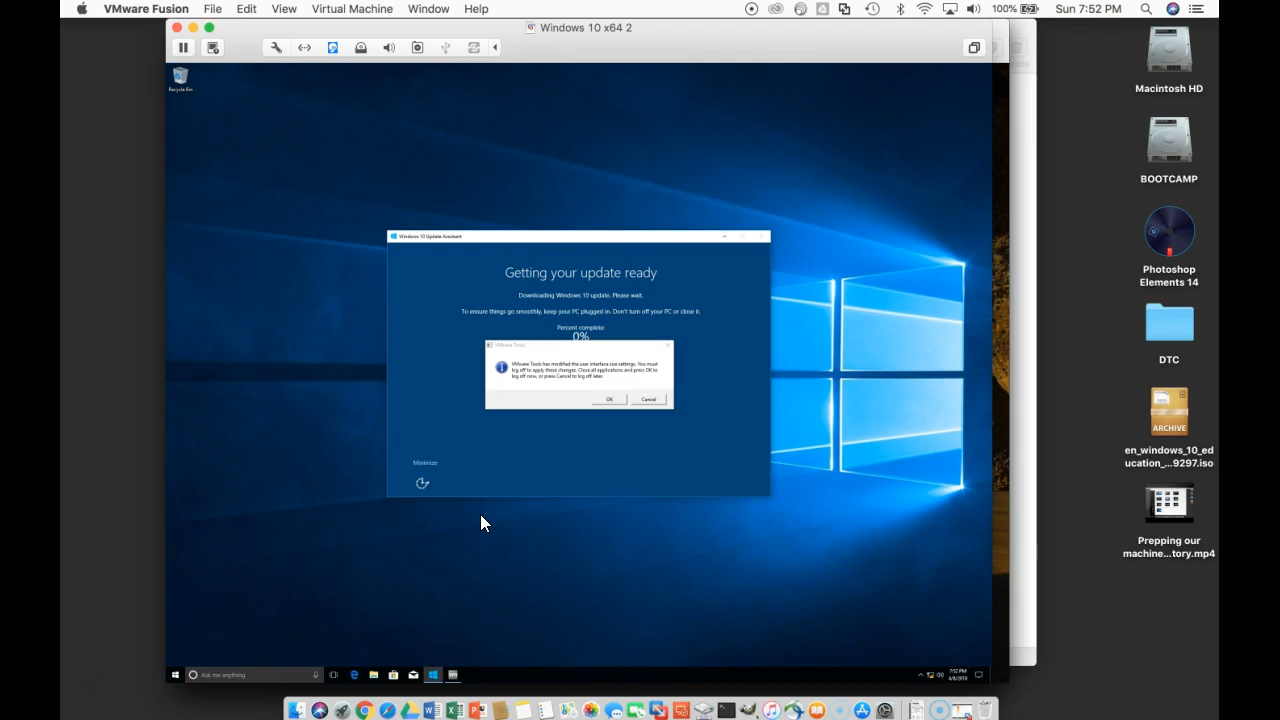 VMware Fusion File Edit View Virtual Machine Window Help 100% Sun 7:52 PM
Windows 10 x64 2
Recycle Bin
Windows 10 Update Assistant
Getting your update ready
Downloading Windows 10 update. Please wait.
To ensure things go smoothly, keep your PC plugged in. Don't turn off your PC or close it.
Percent complete:
0%
VMware Tools
VMware Tools has modified the user interface size settings. You must
log off to apply these changes. Close all applications and press OK to
log off now, or press Cancel to log off later.
OK Cancel
Minimize
Ask me anything
7:52 PM
4/8/2018
Macintosh HD
BOOTCAMP
Photoshop
Elements 14
DTC
ARCHIVE
en_windows_10_ed
ucation_...9297.iso
Prepping our
machine...tory.mp4